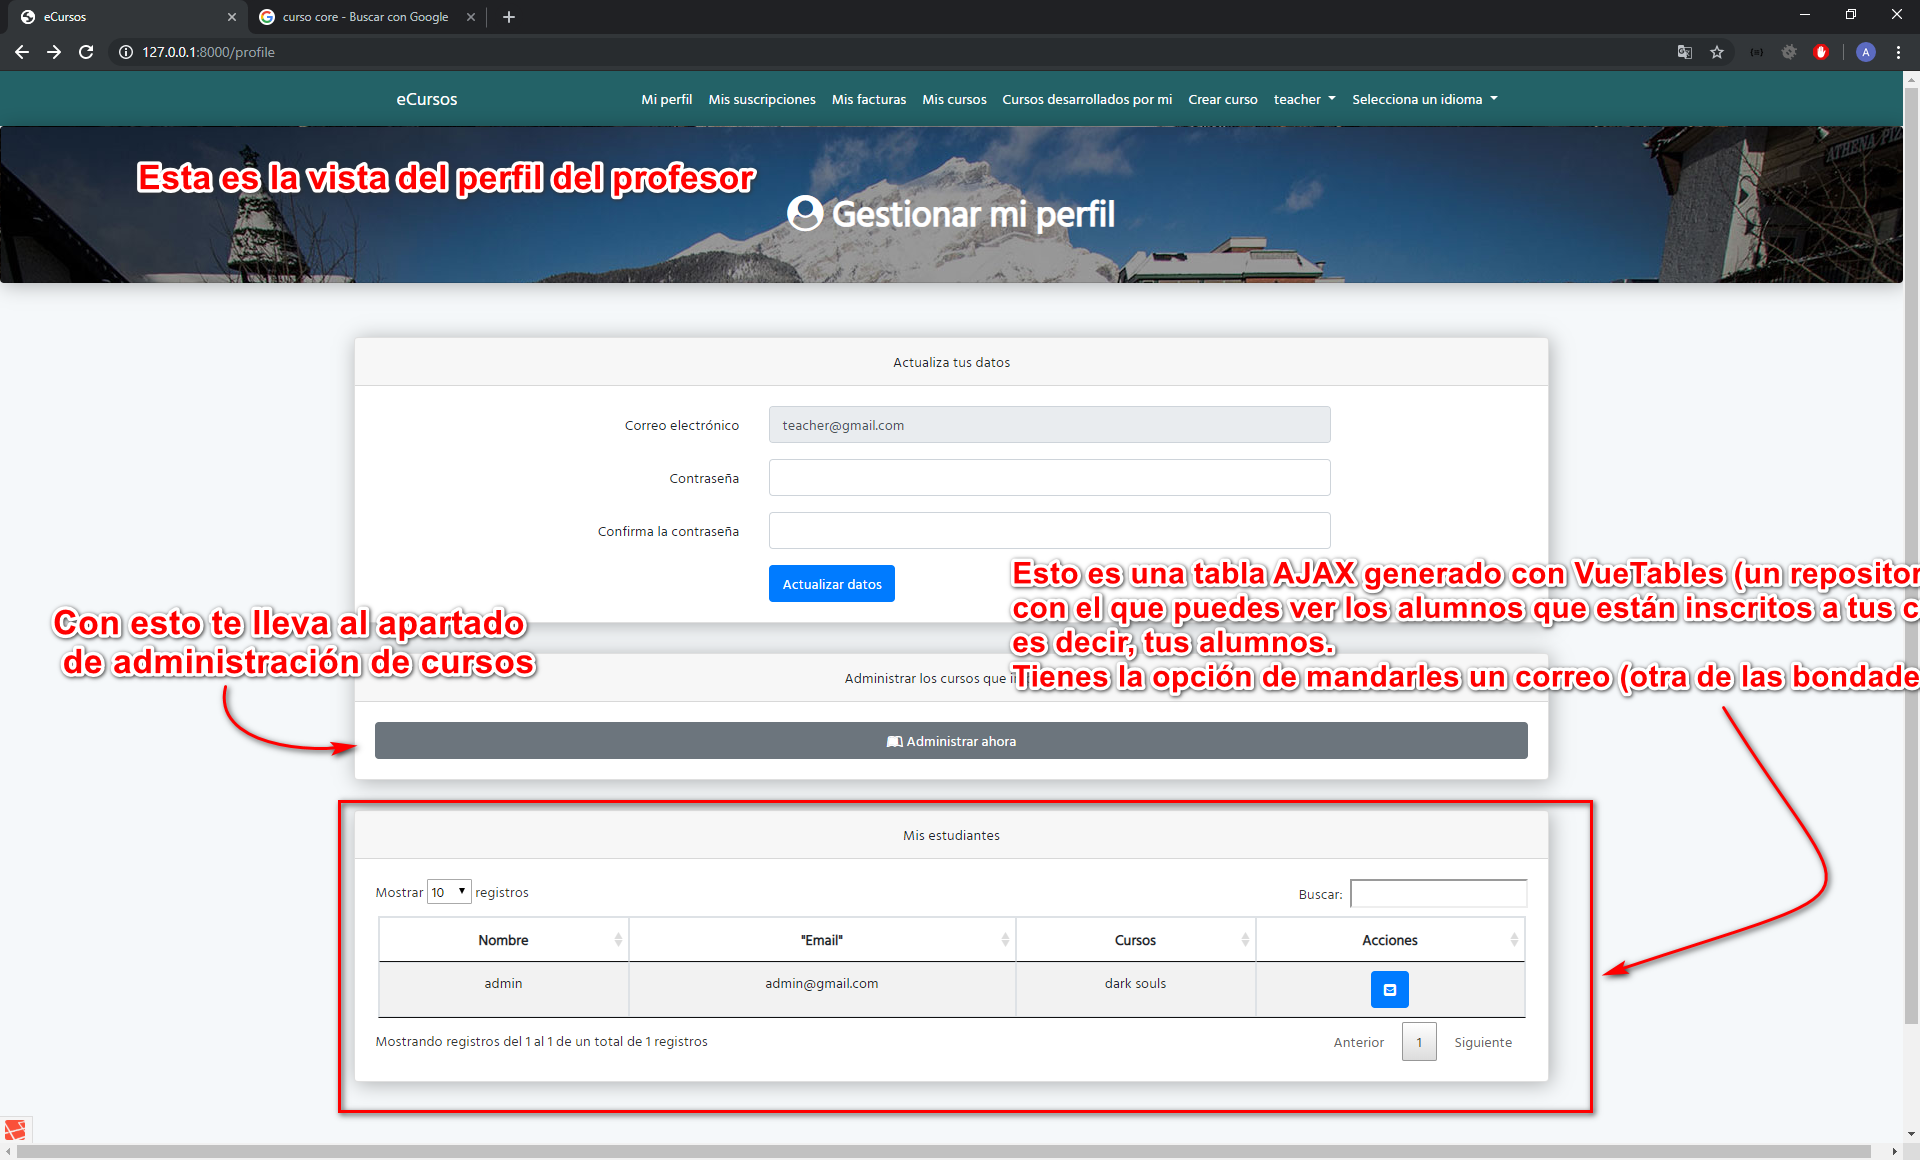 eCursos
curso core - Buscar con Google
127.0.0.1:8000/profile
A
eCursos
Mi perfil
Mis suscripciones
Mis facturas
Mis cursos
Cursos desarrollados por mi
Crear curso
teacher
Selecciona un idioma
ATHENA
Esta es la vista del perfil del profesor
Gestionar mi perfil
Actualiza tus datos
Correo electrónico
teacher@gmail.com
Contraseña
Confirma la contraseña
Actualizar datos
Esto es una tabla AJAX generado con VueTables (un repositor
con el que puedes ver los alumnos que están inscritos a tus c
es decir, tus alumnos.
Tienes la opción de mandarles un correo (otra de las bondade
Con esto te lleva al apartado
de administración de cursos
Administrar los cursos que
Administrar ahora
Mis estudiantes
Mostrar 10 registros
Buscar:
Nombre
"Email"
Cursos
Acciones
admin
admin@gmail.com
dark souls
Mostrando registros del 1 al 1 de un total de 1 registros
Anterior
1
Siguiente